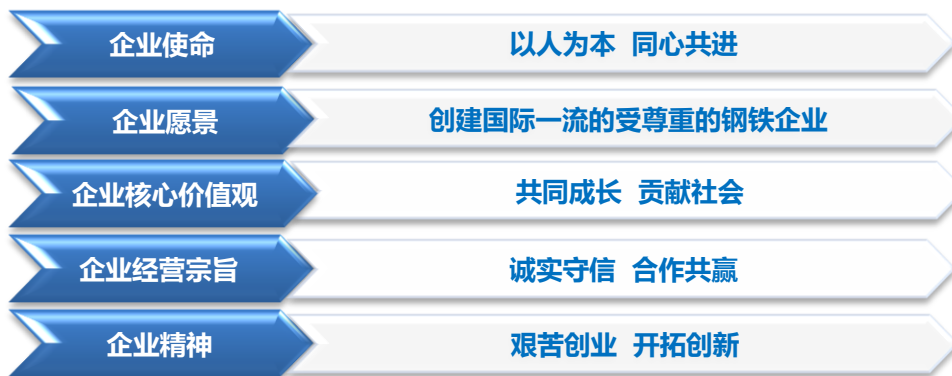 企业使命
以人为本 同心共进
企业愿景
创建国际一流的受尊重的钢铁企业
企业核心价值观
共同成长 贡献社会
企业经营宗旨
诚实守信 合作共赢
企业精神
艰苦创业 开拓创新